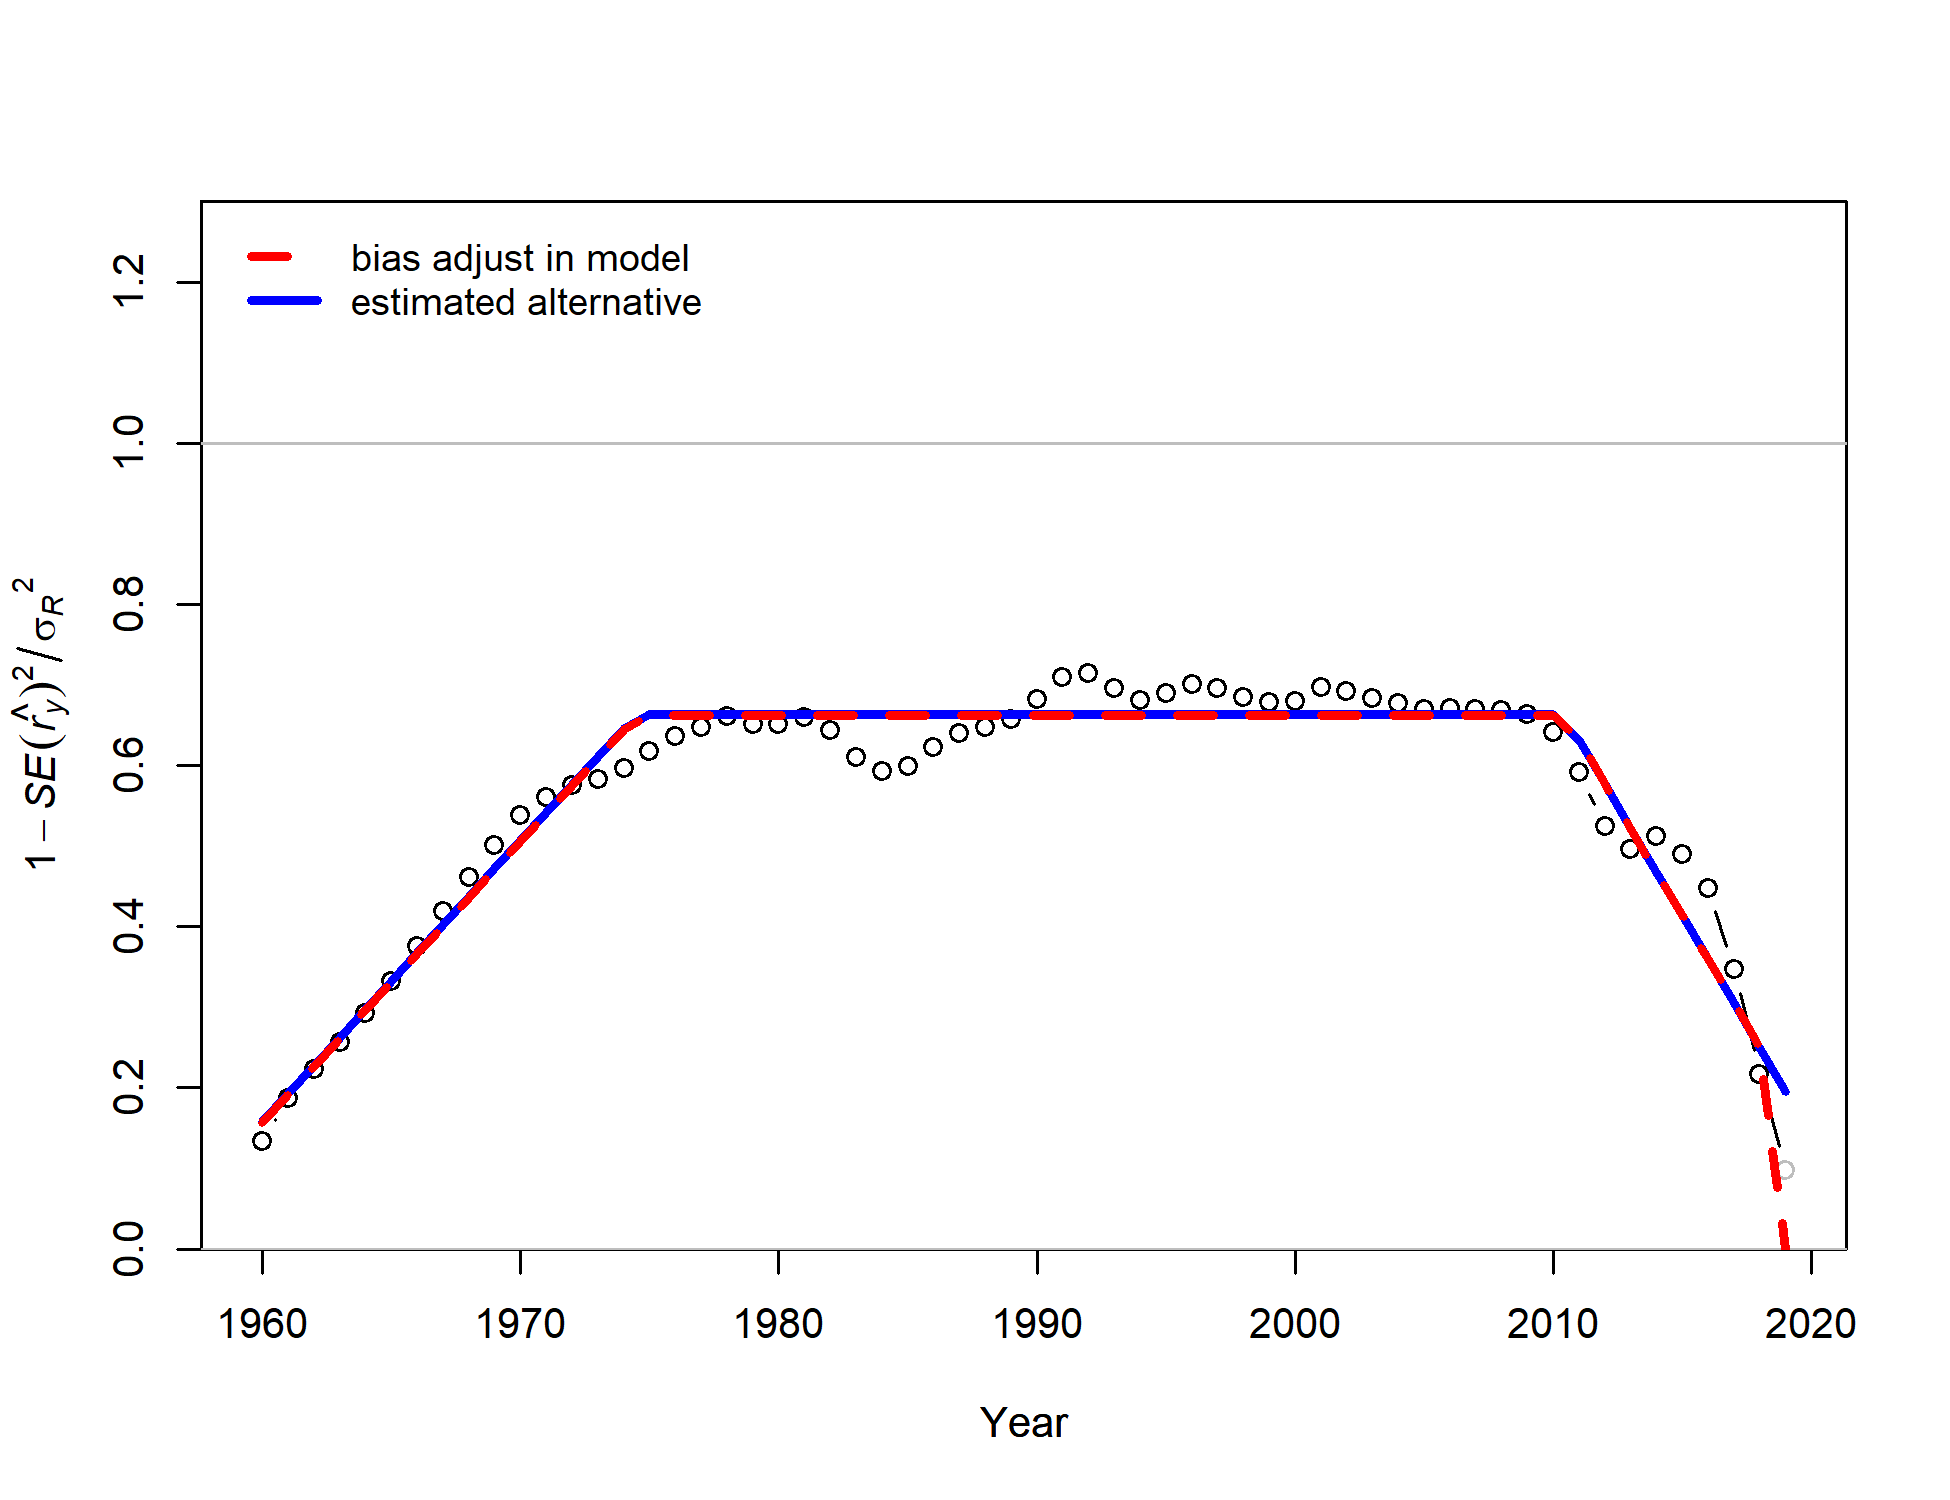 bias adjust in model
estimated alternative
1.2
1.0
0.8
0.6
0.4
0.2
0.0
1 − SE(r̂y)² / σR²
1960 1970 1980 1990 2000 2010 2020
Year